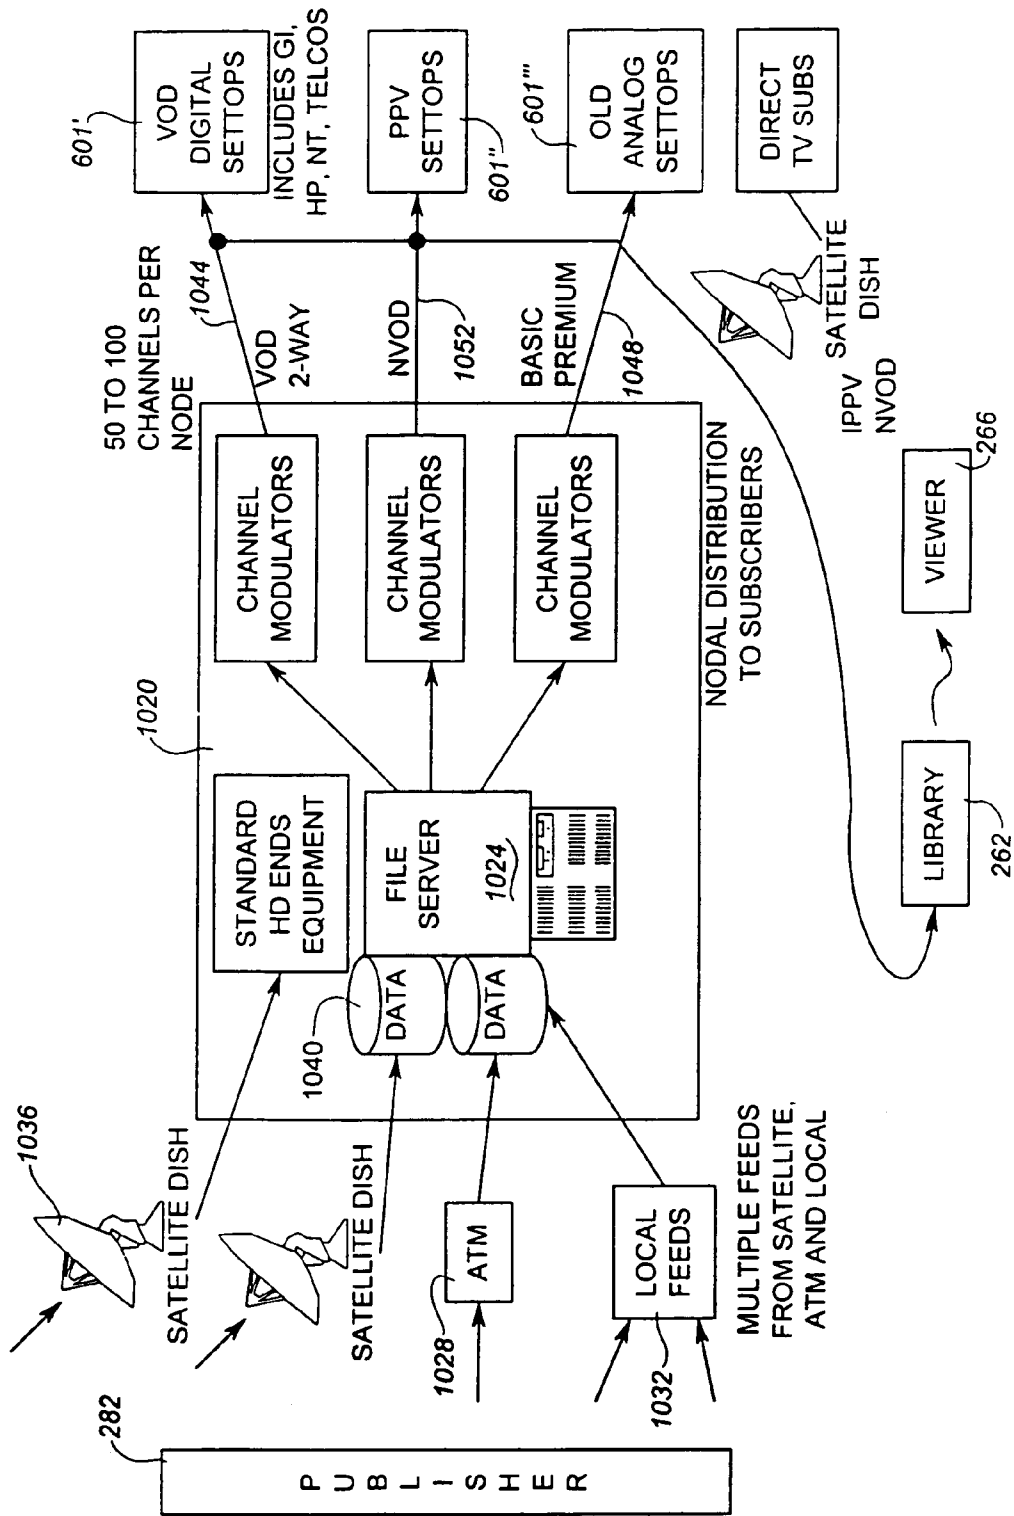 282
PUBLISHER
1036
SATELLITE DISH
SATELLITE DISH
1028
ATM
1032
LOCAL
FEEDS
MULTIPLE FEEDS
FROM SATELLITE,
ATM AND LOCAL
1020
STANDARD
HD ENDS
EQUIPMENT
1040
DATA
DATA
FILE
SERVER
1024
CHANNEL
MODULATORS
CHANNEL
MODULATORS
CHANNEL
MODULATORS
NODAL DISTRIBUTION
TO SUBSCRIBERS
50 TO 100
CHANNELS PER
NODE
1044
VOD
2-WAY
NVOD
1052
BASIC
PREMIUM
1048
601'
VOD
DIGITAL
SETTOPS
INCLUDES GI,
HP, NT, TELCOS
PPV
SETTOPS
601''
601'''
OLD
ANALOG
SETTOPS
DIRECT
TV SUBS
SATELLITE
DISH
IPPV
NVOD
LIBRARY
262
VIEWER
266